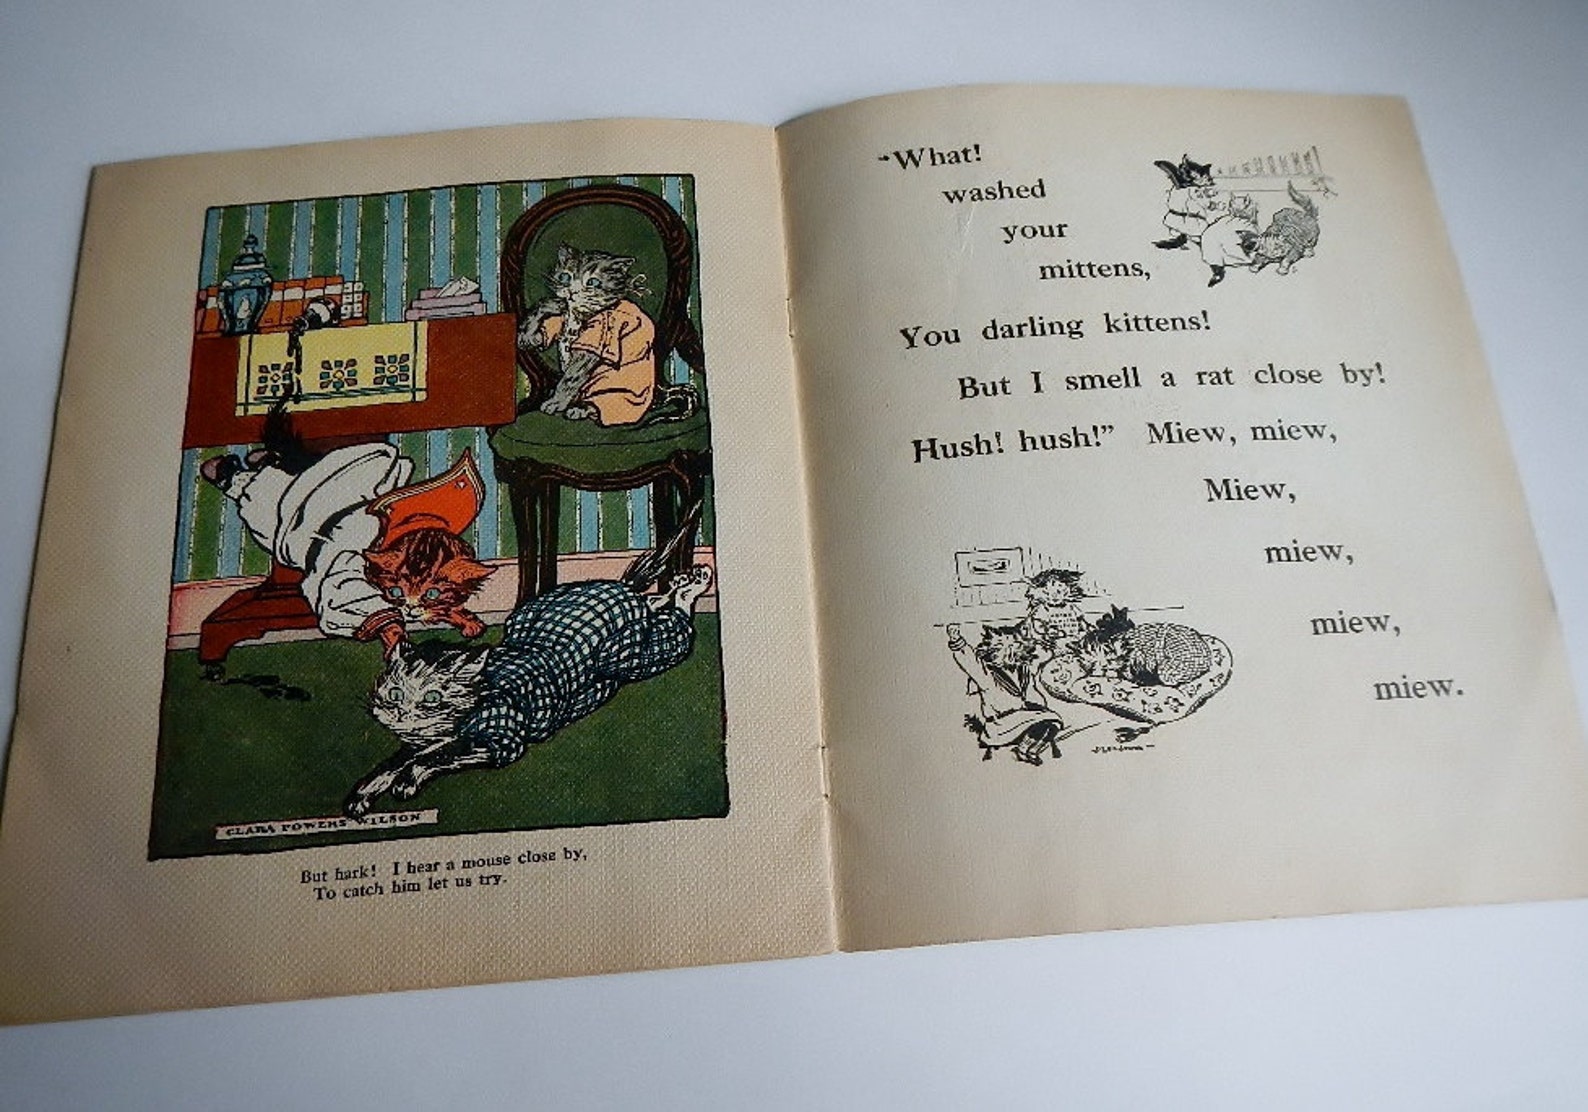 CLARA POWERS WILSON
But hark! I hear a mouse close by,
To catch him let us try.
"What!
washed
your
mittens,
You darling kittens!
But I smell a rat close by!
Hush! hush!" Miew, miew,
Miew,
miew,
miew,
miew.